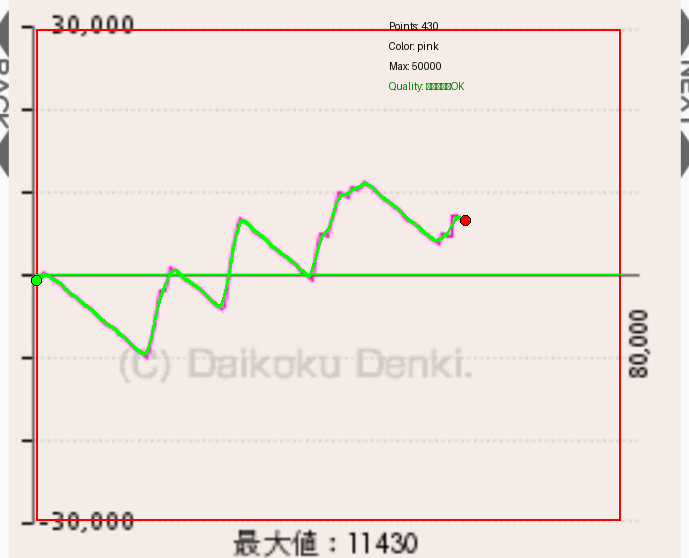 30,000
Points: 430
Color: pink
Max: 50000
Quality: □□□□□OK
BACK
NEXT
80,000
(C) Daikoku Denki.
-30,000
最大値：11430